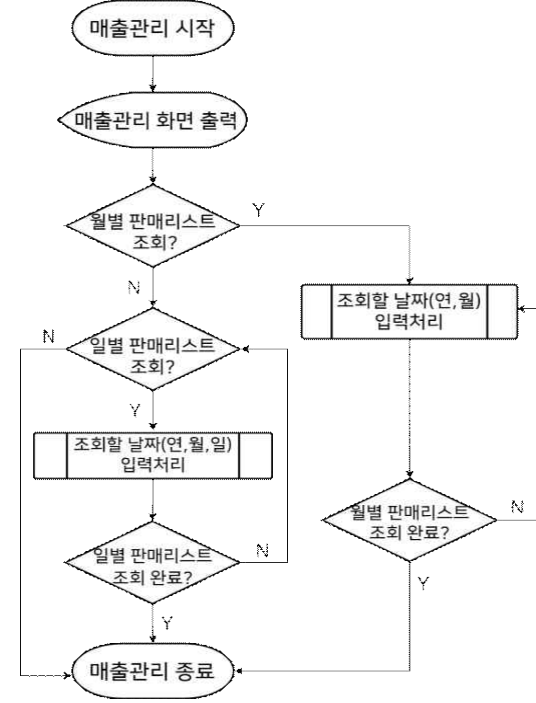 매출관리 시작
매출관리 화면 출력
월별 판매리스트
조회?
Y
N
조회할 날짜(연,월)
입력처리
일별 판매리스트
조회?
N
Y
조회할 날짜(연,월,일)
입력처리
월별 판매리스트
조회 완료?
N
Y
일별 판매리스트
조회 완료?
N
Y
매출관리 종료